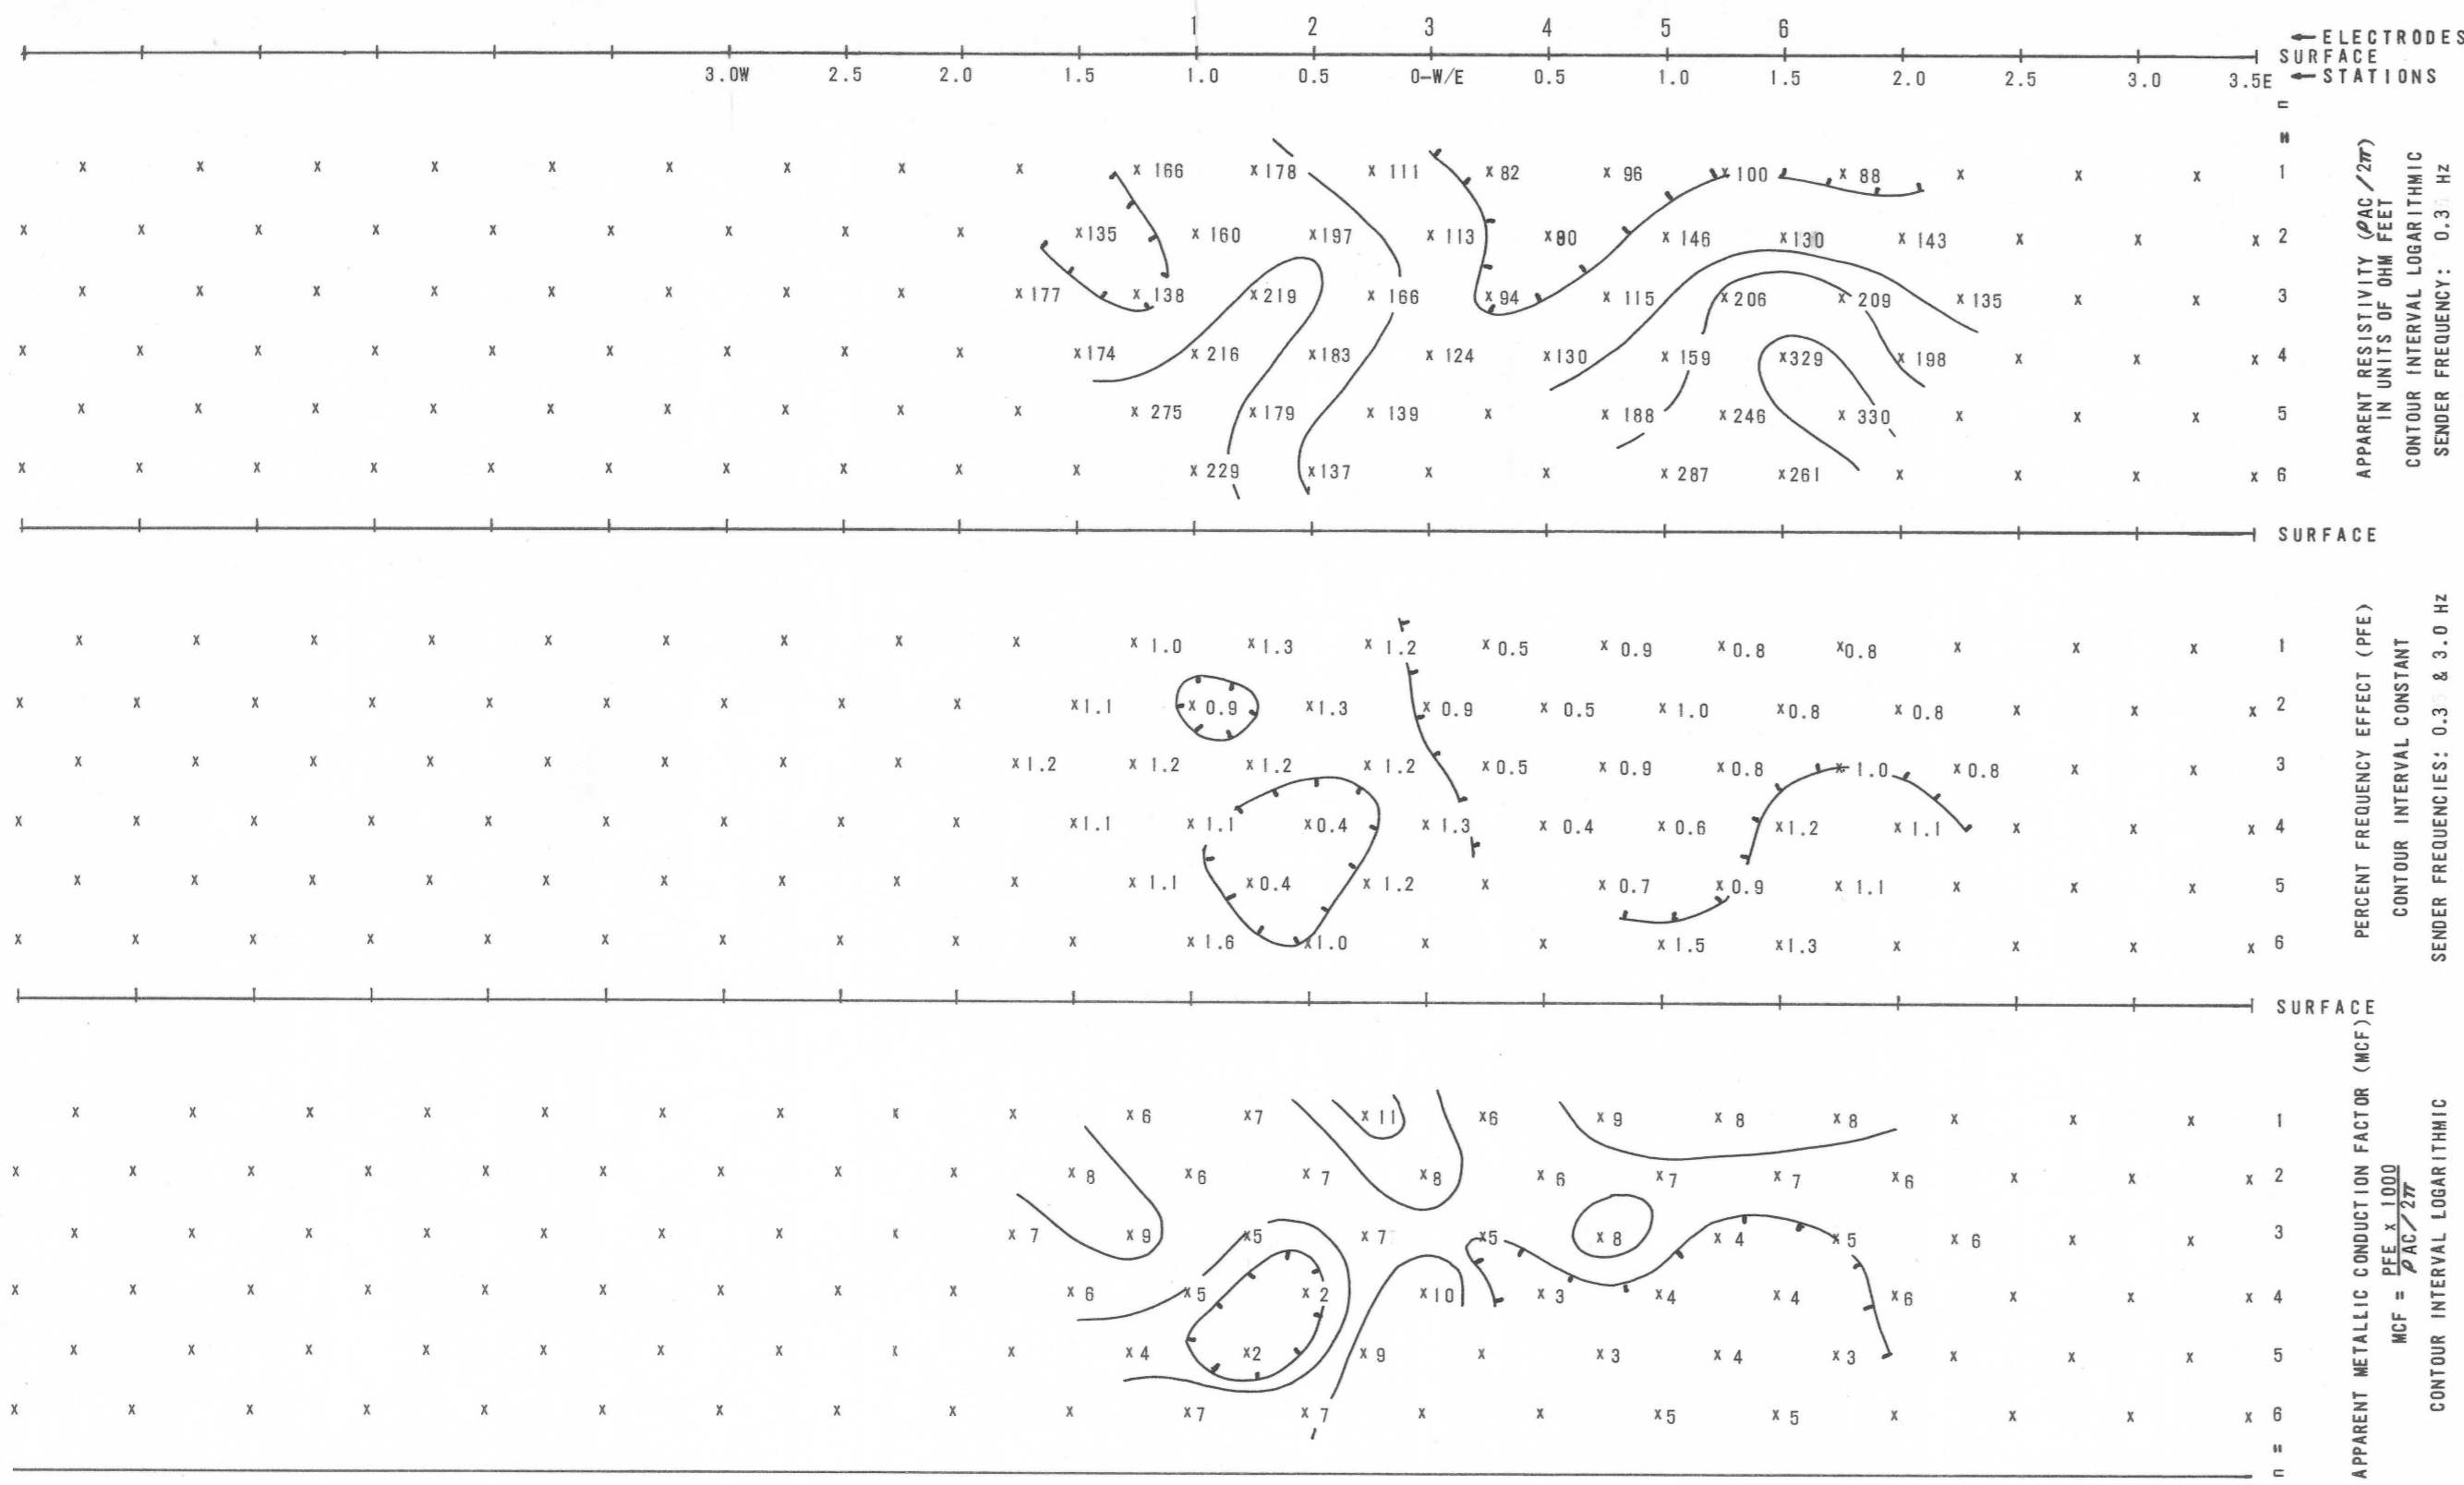 1 2 3 4 5 6
← ELECTRODES
SURFACE
3.0W 2.5 2.0 1.5 1.0 0.5 0-W/E 0.5 1.0 1.5 2.0 2.5 3.0 3.5E ← STATIONS
n
=
x x x x x x x x x x 166 x 178 x 111 x 82 x 96 x 100 x 88 x x x 1
x x x x x x x x x x 135 x 160 x 197 x 113 x 80 x 146 x 130 x 143 x x x 2
x x x x x x x x x 177 x 138 x 219 x 166 x 94 x 115 x 206 x 209 x 135 x x 3
x x x x x x x x x x 174 x 216 x 183 x 124 x 130 x 159 x 329 x 198 x x x 4
x x x x x x x x x x 275 x 179 x 139 x x 188 x 246 x 330 x x x 5
x x x x x x x x x x x 229 x 137 x x x 287 x 261 x x x x 6
APPARENT RESISTIVITY (ρAC/2π)
IN UNITS OF OHM FEET
CONTOUR INTERVAL LOGARITHMIC
SENDER FREQUENCY: 0.3 Hz
SURFACE
x x x x x x x x x x 1.0 x 1.3 x 1.2 x 0.5 x 0.9 x 0.8 x 0.8 x x x 1
x x x x x x x x x x 1.1 x 0.9 x 1.3 x 0.9 x 0.5 x 1.0 x 0.8 x 0.8 x x x 2
x x x x x x x x x 1.2 x 1.2 x 1.2 x 1.2 x 0.5 x 0.9 x 0.8 x 1.0 x 0.8 x x 3
x x x x x x x x x x 1.1 x 1.1 x 0.4 x 1.3 x 0.4 x 0.6 x 1.2 x 1.1 x x x 4
x x x x x x x x x x 1.1 x 0.4 x 1.2 x x 0.7 x 0.9 x 1.1 x x x 5
x x x x x x x x x x x 1.6 x 1.0 x x x 1.5 x 1.3 x x x x 6
PERCENT FREQUENCY EFFECT (PFE)
CONTOUR INTERVAL CONSTANT
SENDER FREQUENCIES: 0.3 & 3.0 Hz
SURFACE
x x x x x x x x x x 6 x 7 x 11 x 6 x 9 x 8 x 8 x x x 1
x x x x x x x x x x 8 x 6 x 7 x 8 x 6 x 7 x 7 x 6 x x x 2
x x x x x x x x x 7 x 9 x 5 x 7 x 5 x 8 x 4 x 5 x 6 x x 3
x x x x x x x x x x 6 x 5 x 2 x 10 x 3 x 4 x 4 x 6 x x x 4
x x x x x x x x x x 4 x 2 x 9 x x 3 x 4 x 3 x x x 5
x x x x x x x x x x x 7 x 7 x x x 5 x 5 x x x x 6
=
n
APPARENT METALLIC CONDUCTION FACTOR (MCF)
MCF = PFE x 1000
ρAC/2π
CONTOUR INTERVAL LOGARITHMIC